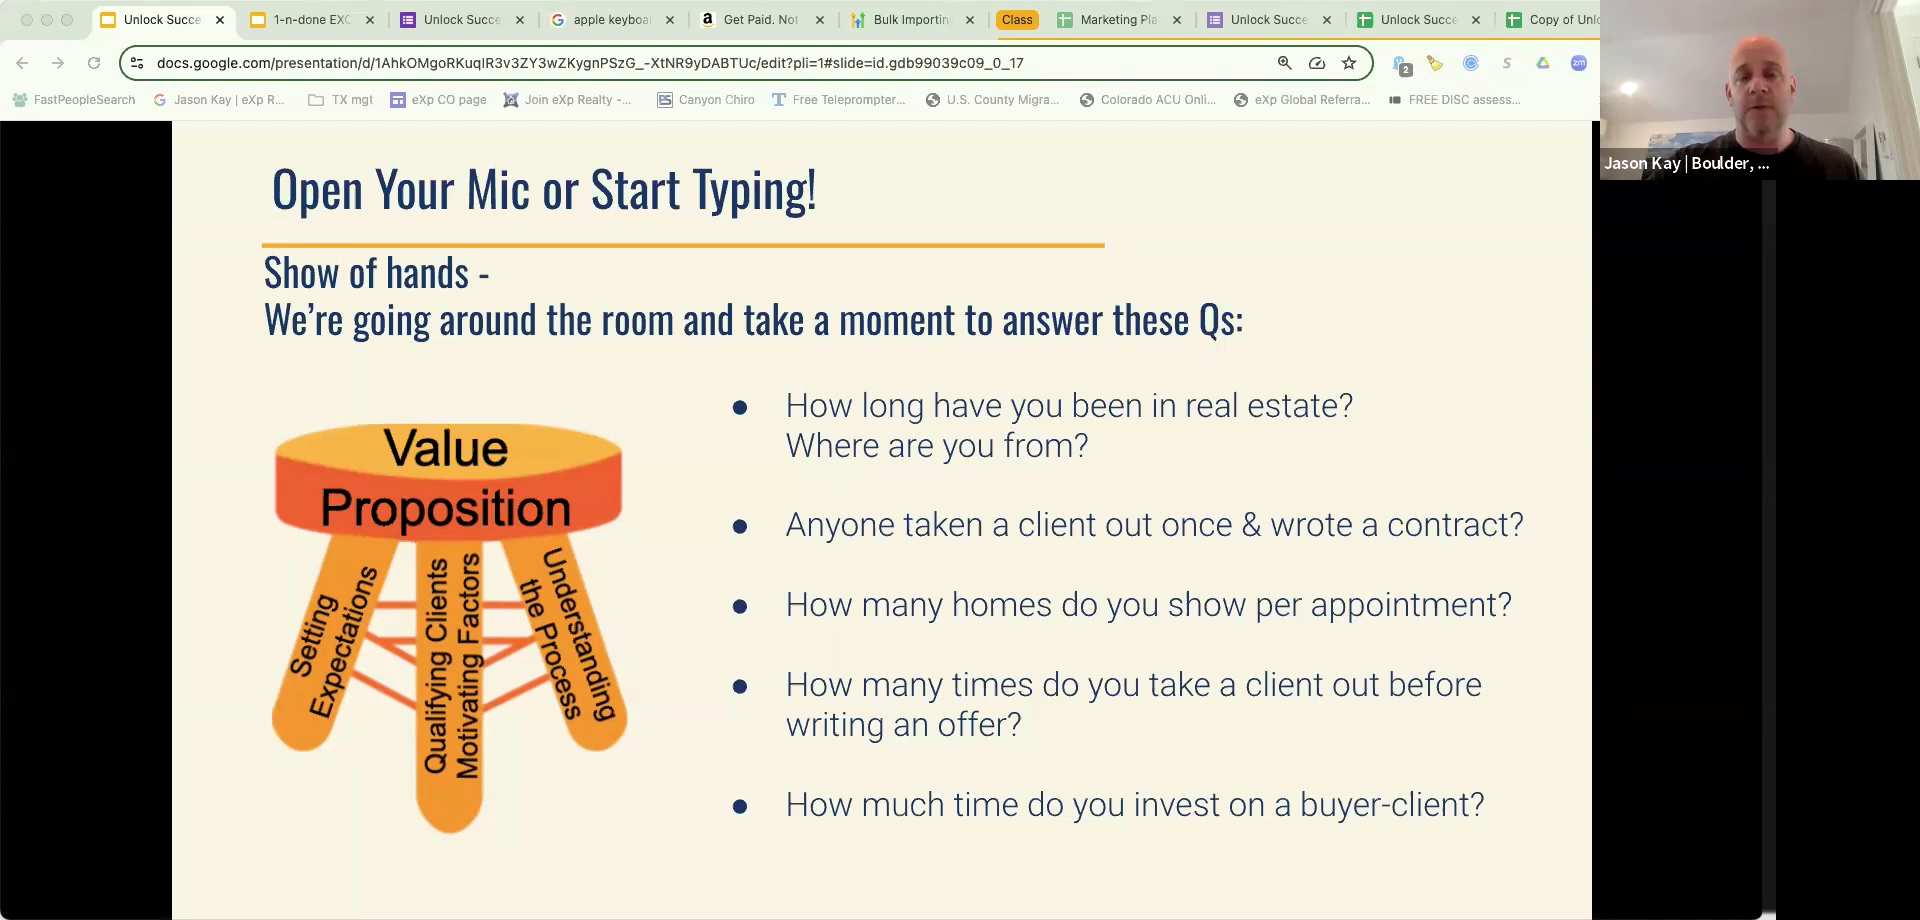 Unlock Succe
1-n-done EXC
Unlock Succe
apple keyboa
Get Paid. Not
Bulk Importin
Class
Marketing Pla
Unlock Succe
Unlock Succe
Copy of Unlo
docs.google.com/presentation/d/1AhkOMgoRKuqIR3v3ZY3wZKygnPSzG_-XtNR9yDABTUc/edit?pli=1#slide=id.gdb99039c09_0_17
2
zm
FastPeopleSearch
Jason Kay | eXp R...
TX mgt
eXp CO page
Join eXp Realty -...
Canyon Chiro
Free Teleprompter...
U.S. County Migra...
Colorado ACU Onli...
eXp Global Referra...
FREE DISC assess...
Jason Kay | Boulder, ...
Open Your Mic or Start Typing!
Show of hands -
We're going around the room and take a moment to answer these Qs:
Value
Proposition
Setting
Expectations
Qualifying Clients
Motivating Factors
Understanding
the Process
● How long have you been in real estate?
Where are you from?
● Anyone taken a client out once & wrote a contract?
● How many homes do you show per appointment?
● How many times do you take a client out before
writing an offer?
● How much time do you invest on a buyer-client?